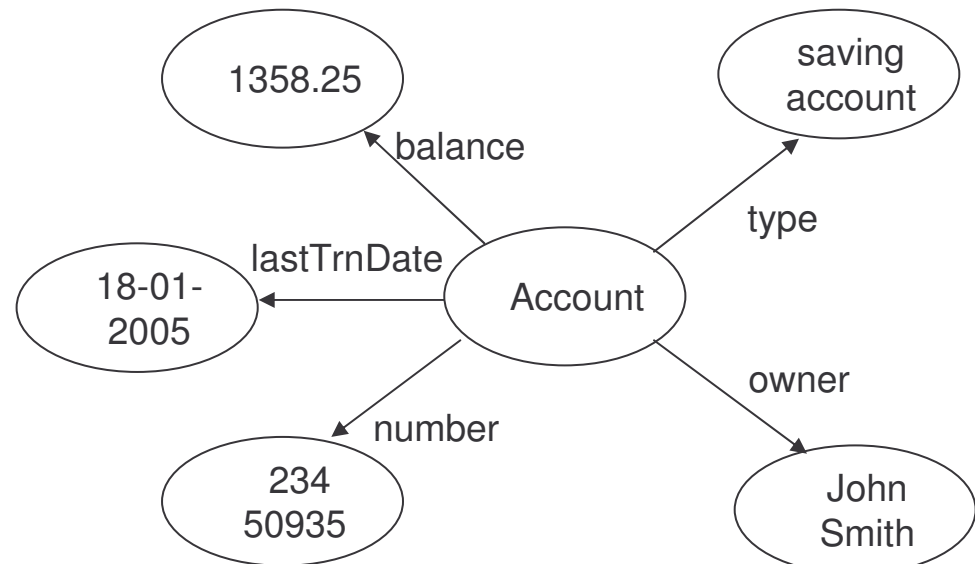 1358.25
saving
account
balance
type
lastTrnDate
18-01-
2005
Account
owner
number
234
50935
John
Smith